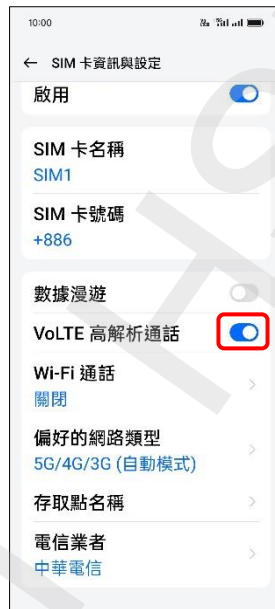 10:00
← SIM 卡資訊與設定
啟用
SIM 卡名稱
SIM1
SIM 卡號碼
+886
數據漫遊
VoLTE 高解析通話
Wi-Fi 通話
關閉
偏好的網路類型
5G/4G/3G (自動模式)
存取點名稱
電信業者
中華電信